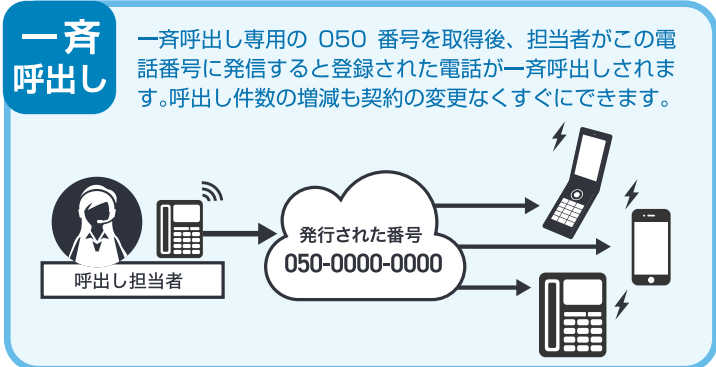 一斉
呼出し
一斉呼出し専用の 050 番号を取得後、担当者がこの電
話番号に発信すると登録された電話が一斉呼出しされま
す。呼出し件数の増減も契約の変更なくすぐにできます。
発行された番号
050-0000-0000
呼出し担当者